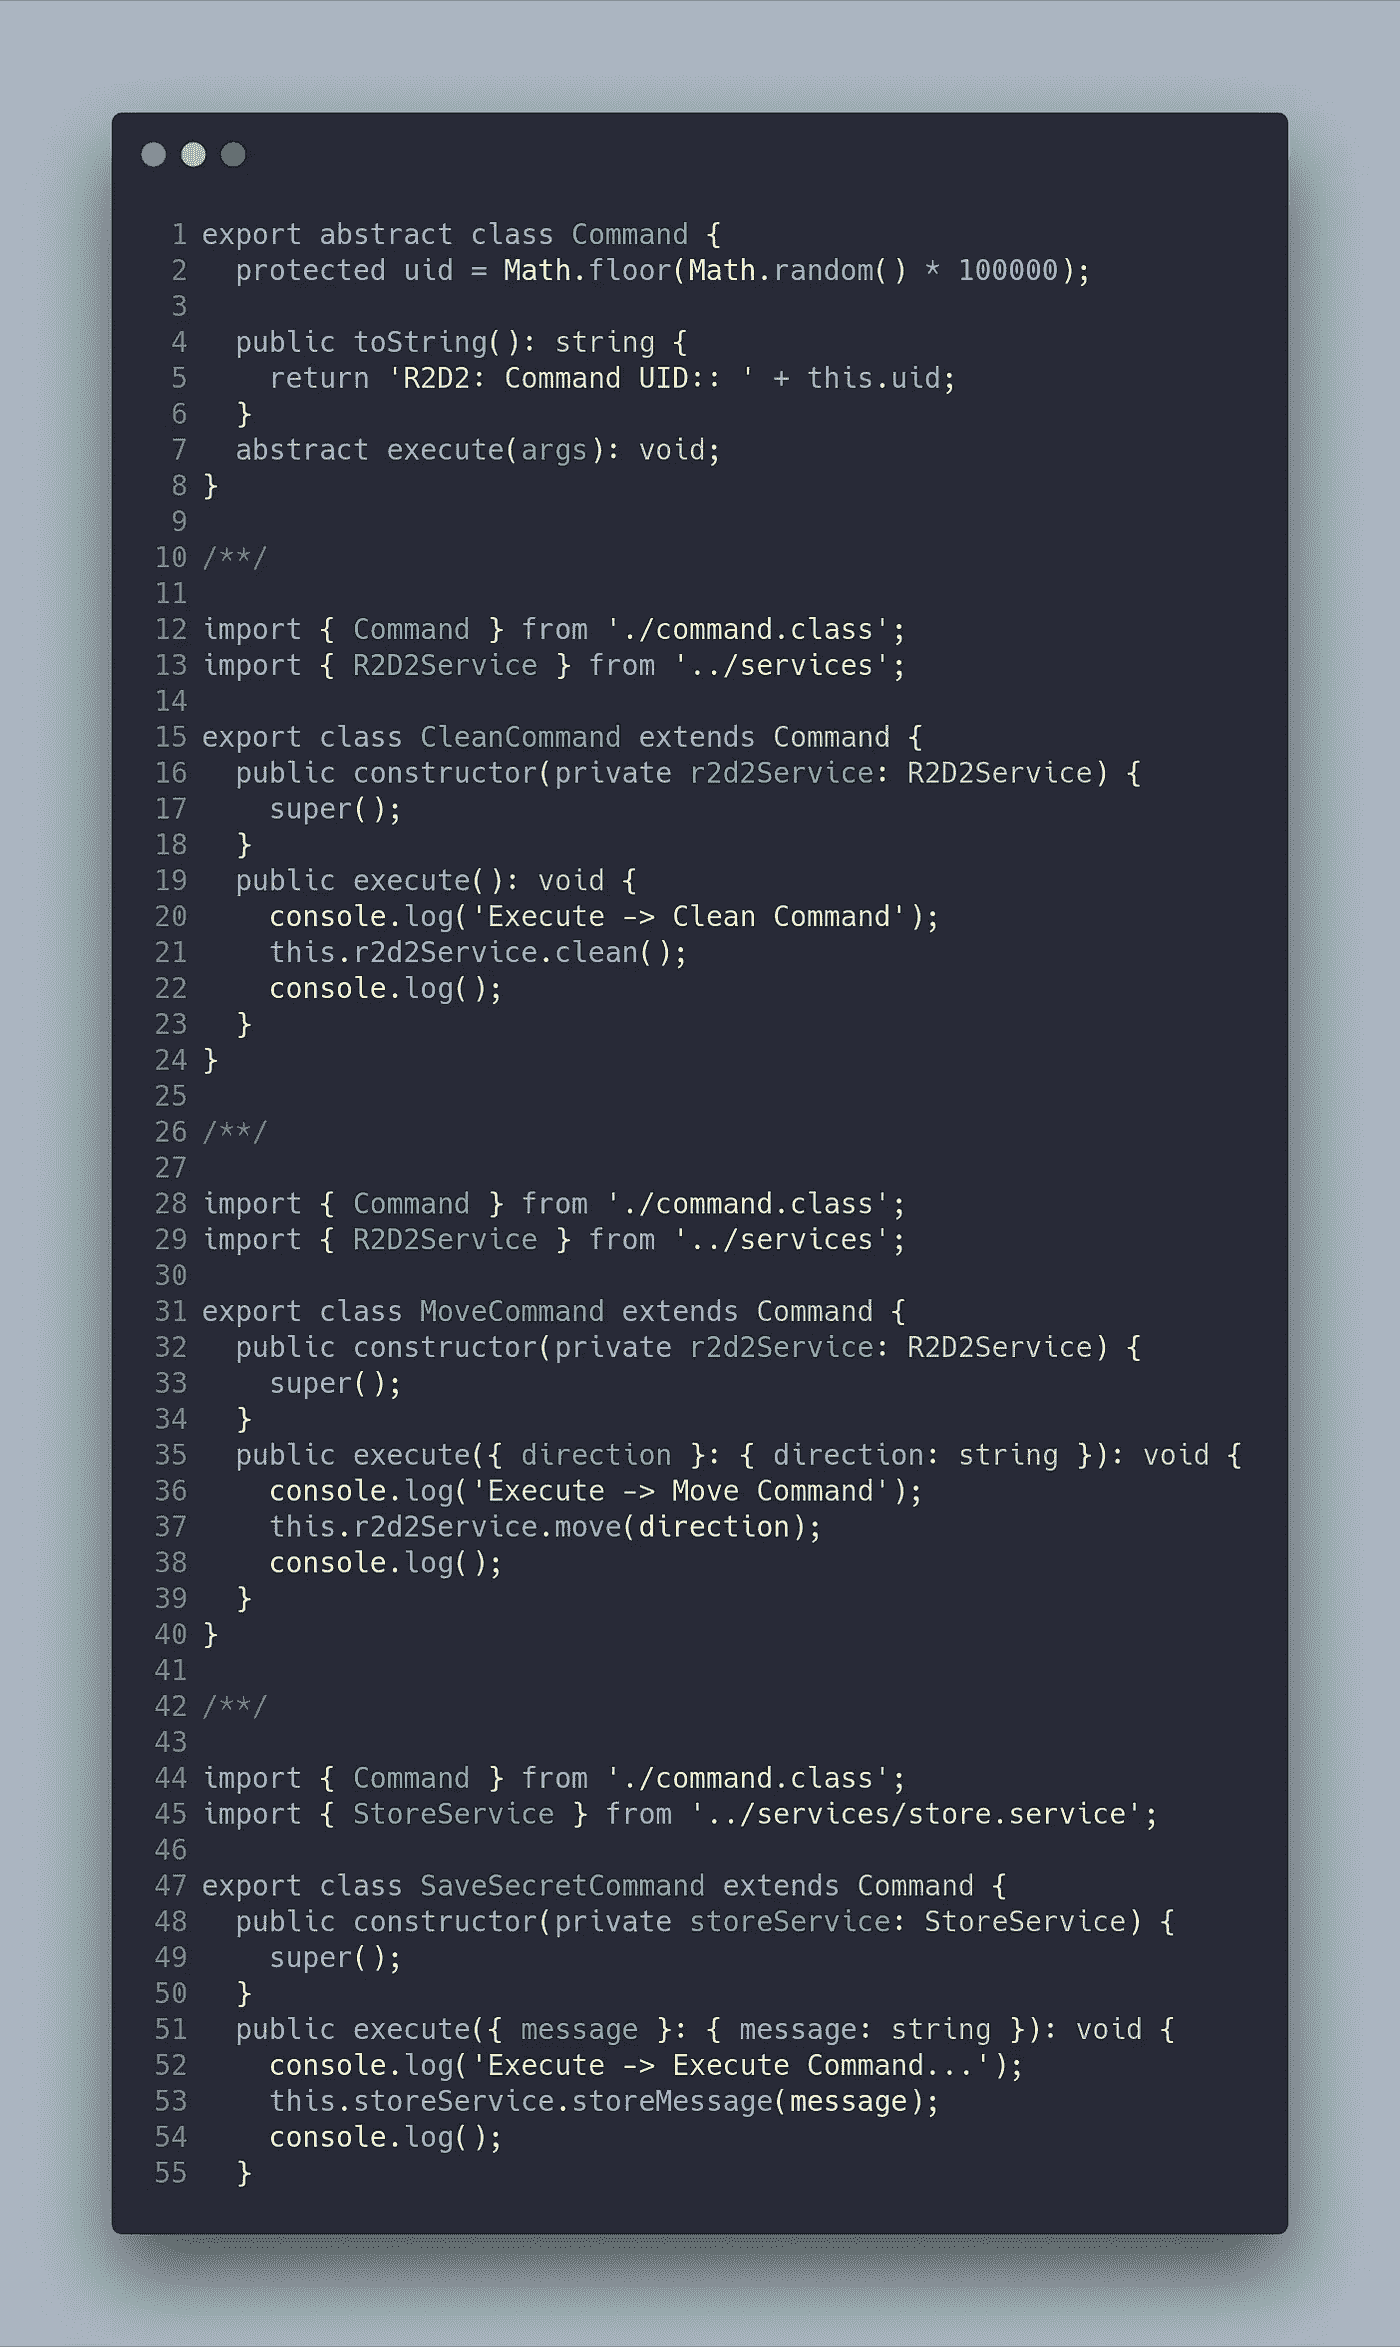 1 export abstract class Command {
2   protected uid = Math.floor(Math.random() * 100000);
3
4   public toString(): string {
5     return 'R2D2: Command UID:: ' + this.uid;
6   }
7   abstract execute(args): void;
8 }
9
10 /**/
11
12 import { Command } from './command.class';
13 import { R2D2Service } from '../services';
14
15 export class CleanCommand extends Command {
16   public constructor(private r2d2Service: R2D2Service) {
17     super();
18   }
19   public execute(): void {
20     console.log('Execute -> Clean Command');
21     this.r2d2Service.clean();
22     console.log();
23   }
24 }
25
26 /**/
27
28 import { Command } from './command.class';
29 import { R2D2Service } from '../services';
30
31 export class MoveCommand extends Command {
32   public constructor(private r2d2Service: R2D2Service) {
33     super();
34   }
35   public execute({ direction }: { direction: string }): void {
36     console.log('Execute -> Move Command');
37     this.r2d2Service.move(direction);
38     console.log();
39   }
40 }
41
42 /**/
43
44 import { Command } from './command.class';
45 import { StoreService } from '../services/store.service';
46
47 export class SaveSecretCommand extends Command {
48   public constructor(private storeService: StoreService) {
49     super();
50   }
51   public execute({ message }: { message: string }): void {
52     console.log('Execute -> Execute Command...');
53     this.storeService.storeMessage(message);
54     console.log();
55   }